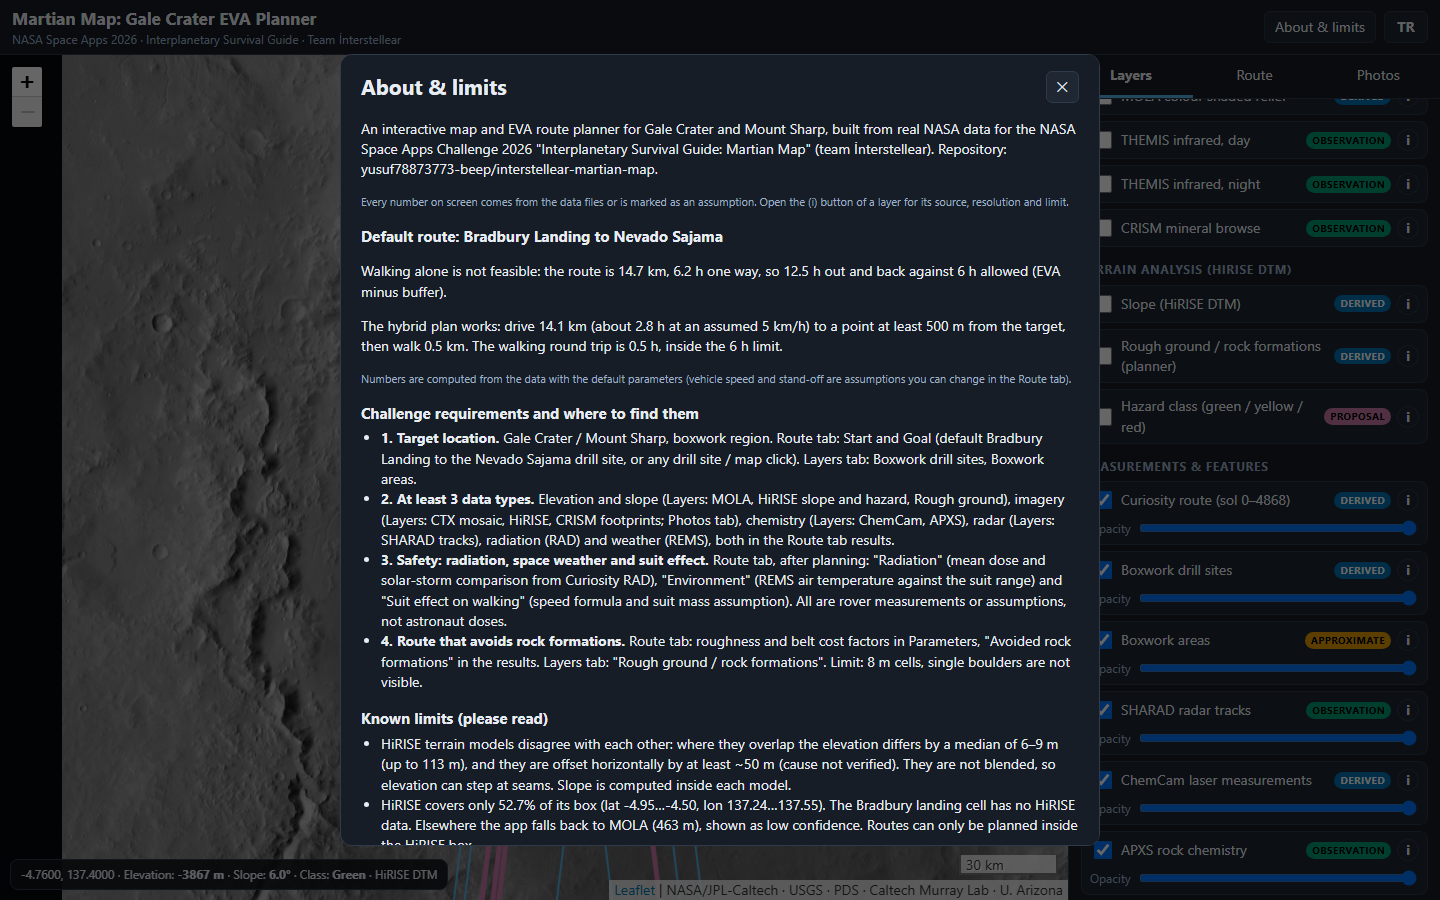 Martian Map: Gale Crater EVA Planner
NASA Space Apps 2026 · Interplanetary Survival Guide · Team İnterstellear
About & limits
TR
+
−
Layers
Route
Photos
MOLA colour shaded relief
DERIVED
THEMIS infrared, day
OBSERVATION
i
THEMIS infrared, night
OBSERVATION
i
CRISM mineral browse
OBSERVATION
i
RRAIN ANALYSIS (HIRISE DTM)
Slope (HiRISE DTM)
DERIVED
i
Rough ground / rock formations
(planner)
DERIVED
i
Hazard class (green / yellow /
red)
PROPOSAL
i
ASUREMENTS & FEATURES
Curiosity route (sol 0–4868)
DERIVED
i
pacity
Boxwork drill sites
DERIVED
i
pacity
Boxwork areas
APPROXIMATE
i
pacity
SHARAD radar tracks
OBSERVATION
i
pacity
ChemCam laser measurements
DERIVED
i
pacity
APXS rock chemistry
OBSERVATION
i
Opacity
About & limits
×
An interactive map and EVA route planner for Gale Crater and Mount Sharp, built from real NASA data for the NASA
Space Apps Challenge 2026 "Interplanetary Survival Guide: Martian Map" (team İnterstellear). Repository:
yusuf78873773-beep/interstellear-martian-map.
Every number on screen comes from the data files or is marked as an assumption. Open the (i) button of a layer for its source, resolution and limit.
Default route: Bradbury Landing to Nevado Sajama
Walking alone is not feasible: the route is 14.7 km, 6.2 h one way, so 12.5 h out and back against 6 h allowed (EVA
minus buffer).
The hybrid plan works: drive 14.1 km (about 2.8 h at an assumed 5 km/h) to a point at least 500 m from the target,
then walk 0.5 km. The walking round trip is 0.5 h, inside the 6 h limit.
Numbers are computed from the data with the default parameters (vehicle speed and stand-off are assumptions you can change in the Route tab).
Challenge requirements and where to find them
• 1. Target location. Gale Crater / Mount Sharp, boxwork region. Route tab: Start and Goal (default Bradbury
Landing to the Nevado Sajama drill site, or any drill site / map click). Layers tab: Boxwork drill sites, Boxwork
areas.
• 2. At least 3 data types. Elevation and slope (Layers: MOLA, HiRISE slope and hazard, Rough ground), imagery
(Layers: CTX mosaic, HiRISE, CRISM footprints; Photos tab), chemistry (Layers: ChemCam, APXS), radar (Layers:
SHARAD tracks), radiation (RAD) and weather (REMS), both in the Route tab results.
• 3. Safety: radiation, space weather and suit effect. Route tab, after planning: "Radiation" (mean dose and
solar-storm comparison from Curiosity RAD), "Environment" (REMS air temperature against the suit range) and
"Suit effect on walking" (speed formula and suit mass assumption). All are rover measurements or assumptions,
not astronaut doses.
• 4. Route that avoids rock formations. Route tab: roughness and belt cost factors in Parameters, "Avoided rock
formations" in the results. Layers tab: "Rough ground / rock formations". Limit: 8 m cells, single boulders are not
visible.
Known limits (please read)
• HiRISE terrain models disagree with each other: where they overlap the elevation differs by a median of 6–9 m
(up to 113 m), and they are offset horizontally by at least ~50 m (cause not verified). They are not blended, so
elevation can step at seams. Slope is computed inside each model.
• HiRISE covers only 52.7% of its box (lat -4.95…-4.50, lon 137.24…137.55). The Bradbury landing cell has no HiRISE
data. Elsewhere the app falls back to MOLA (463 m), shown as low confidence. Routes can only be planned inside
the HiRISE box.
-4.7600, 137.4000 · Elevation: -3867 m · Slope: 6.0° · Class: Green · HiRISE DTM
30 km
Leaflet | NASA/JPL-Caltech · USGS · PDS · Caltech Murray Lab · U. Arizona